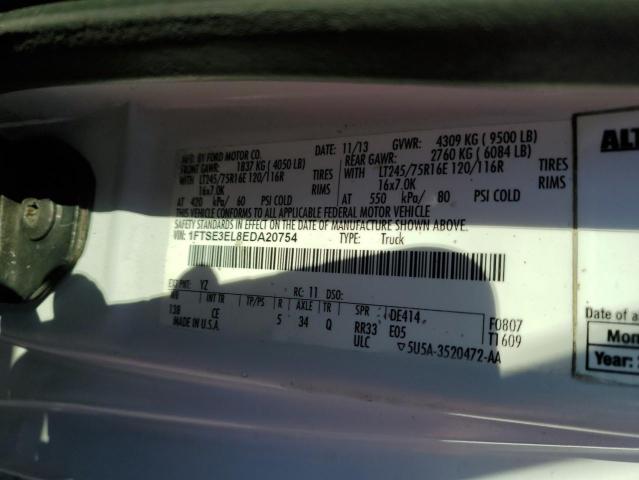 MFD. BY FORD MOTOR CO.
DATE: 11/13 GVWR: 4309 KG ( 9500 LB)
FRONT GAWR: 1837 KG ( 4050 LB)
REAR GAWR: 2760 KG ( 6084 LB)
WITH LT245/75R16E 120/116R TIRES
WITH LT245/75R16E 120/116R TIRES
16x7.0K RIMS
16x7.0K RIMS
AT 420 kPa/ 60 PSI COLD
AT 550 kPa/ 80 PSI COLD
THIS VEHICLE CONFORMS TO ALL APPLICABLE FEDERAL MOTOR VEHICLE
SAFETY STANDARDS IN EFFECT ON THE DATE OF MANUFACTURE SHOWN ABOVE.
VIN: 1FTSE3EL8EDA20754 TYPE: Truck
EXT PNT: YZ RC: 11 DSO:
WB INT TR TP/PS R AXLE TR SPR
138 CE 5 34 Q
DE414
RR33 E05 F0807
ULC T1609
MADE IN U.S.A.
▽5U5A-3520472-AA
ALT
Date of a
Mon
Year: